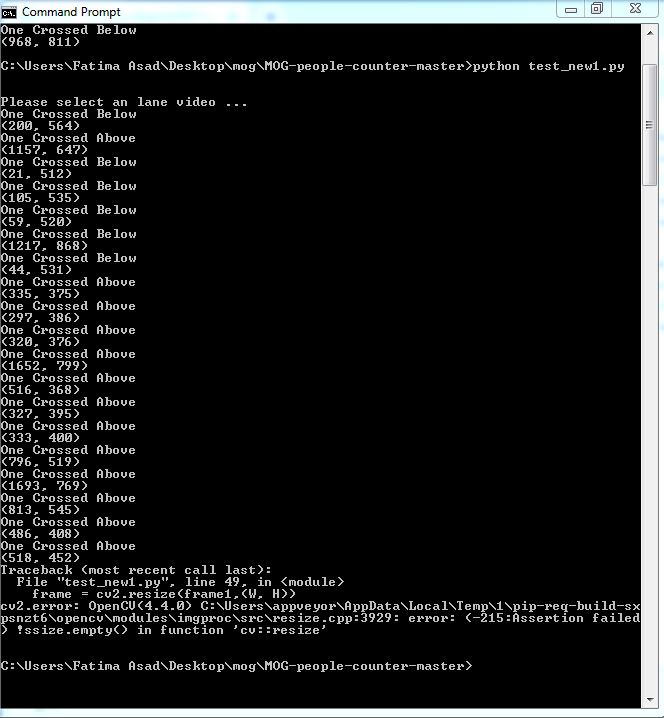 Command Prompt
One Crossed Below
(968, 811)
C:\Users\Fatima Asad\Desktop\mog\MOG-people-counter-master>python test_new1.py
Please select an lane video ...
One Crossed Below
(200, 564)
One Crossed Above
(1157, 647)
One Crossed Below
(21, 512)
One Crossed Below
(105, 535)
One Crossed Below
(59, 520)
One Crossed Below
(1217, 868)
One Crossed Below
(44, 531)
One Crossed Above
(335, 375)
One Crossed Above
(297, 386)
One Crossed Above
(320, 376)
One Crossed Above
(1652, 799)
One Crossed Above
(516, 368)
One Crossed Above
(327, 395)
One Crossed Above
(333, 400)
One Crossed Above
(796, 519)
One Crossed Above
(1693, 769)
One Crossed Above
(813, 545)
One Crossed Above
(486, 408)
One Crossed Above
(518, 452)
Traceback (most recent call last):
  File "test_new1.py", line 49, in <module>
    frame = cv2.resize(frame1,(W, H))
cv2.error: OpenCV(4.4.0) C:\Users\appveyor\AppData\Local\Temp\1\pip-req-build-sx
psnzt6\opencv\modules\imgproc\src\resize.cpp:3929: error: (-215:Assertion failed
) !ssize.empty() in function 'cv::resize'
C:\Users\Fatima Asad\Desktop\mog\MOG-people-counter-master>